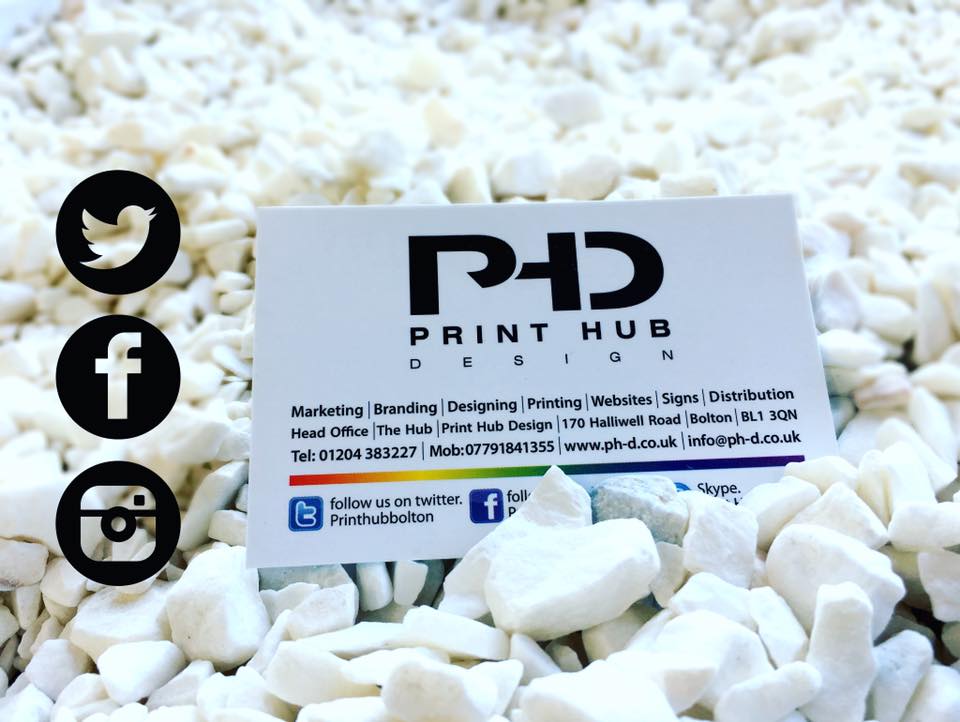 PHD
PRINT HUB
DESIGN
Marketing | Branding | Designing | Printing | Websites | Signs | Distribution
Head Office | The Hub | Print Hub Design | 170 Halliwell Road | Bolton | BL1 3QN
Tel: 01204 383227 | Mob:07791841355 | www.ph-d.co.uk | info@ph-d.co.uk
follow us on twitter.
Printhubbolton
Skype.